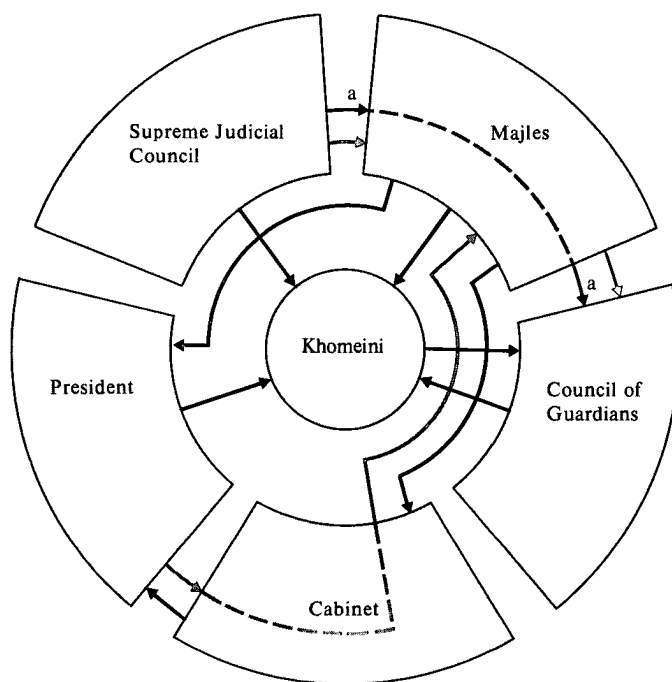 a
Supreme Judicial
Council
Majles
a
Khomeini
President
Council of
Guardians
Cabinet